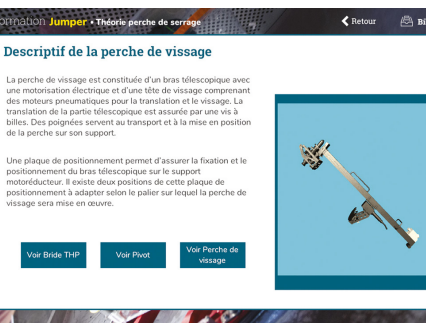 ormation Jumper • Théorie perche de serrage
Retour
Bi
Descriptif de la perche de vissage
La perche de vissage est constituée d'un bras télescopique avec
une motorisation électrique et d'une tête de vissage comprenant
des moteurs pneumatiques pour la translation et le vissage. La
translation de la partie télescopique est assurée par une vis à
billes. Des poignées servent au transport et à la mise en position
de la perche sur son support.
Une plaque de positionnement permet d'assurer la fixation et le
positionnement du bras télescopique sur le support
motoréducteur. Il existe deux positions de cette plaque de
positionnement à adapter selon le palier sur lequel la perche de
vissage sera mise en œuvre.
Voir Bride THP
Voir Pivot
Voir Perche de
vissage